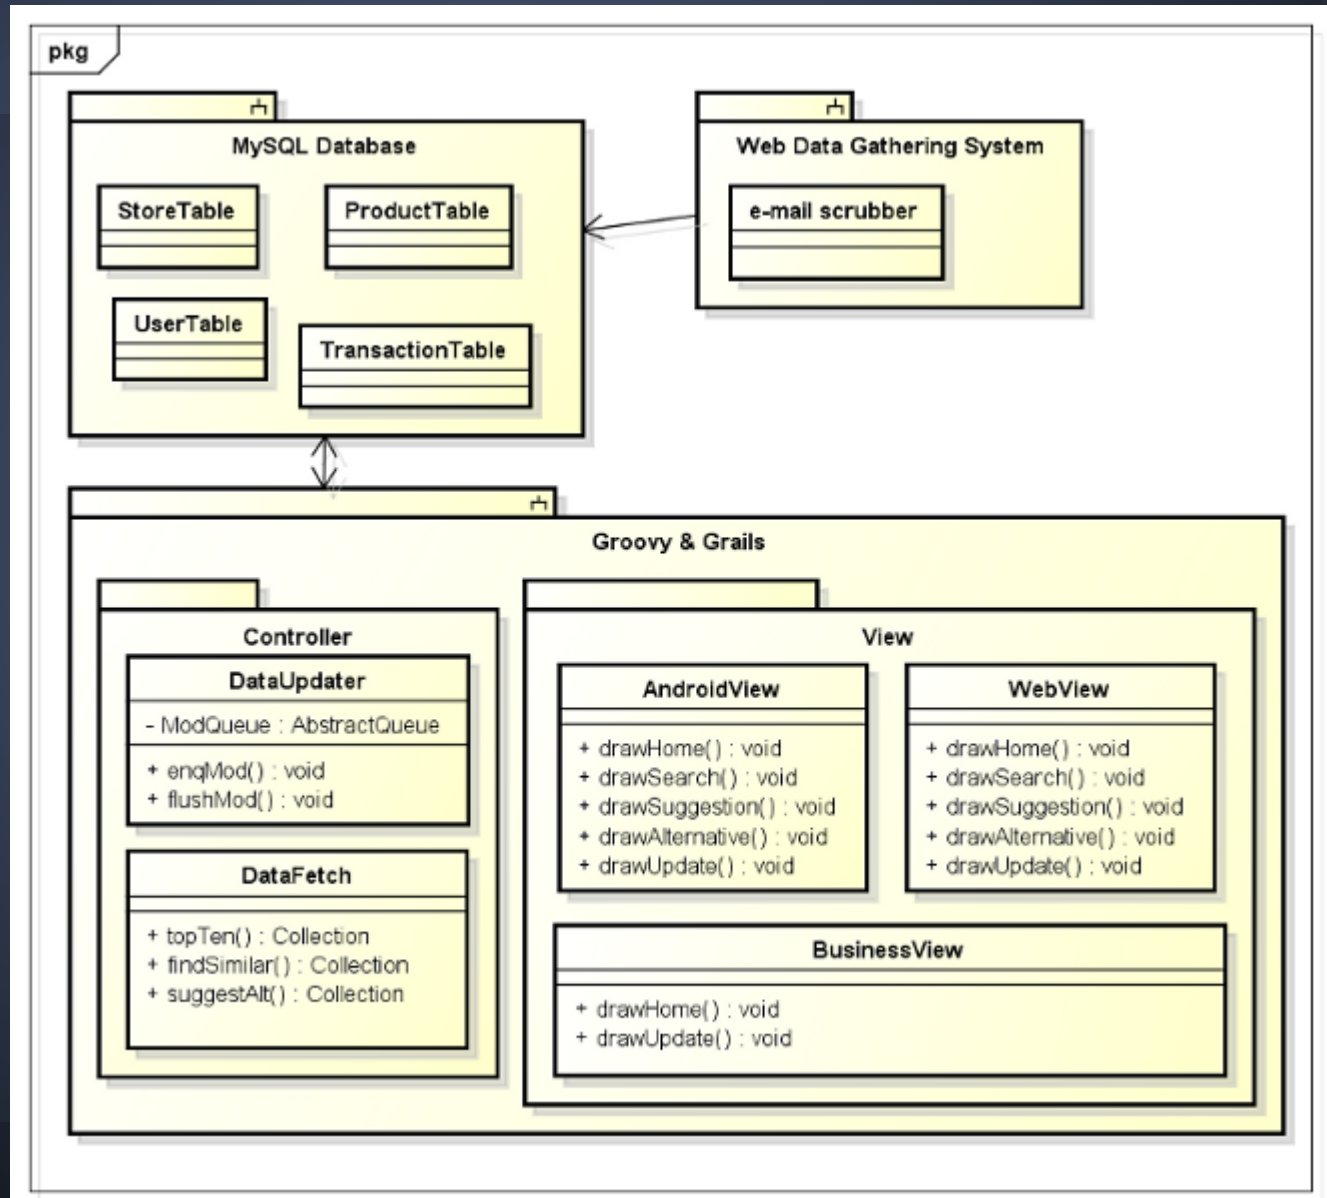 pkg
MySQL Database
StoreTable
ProductTable
UserTable
TransactionTable
Web Data Gathering System
e-mail scrubber
Groovy & Grails
Controller
DataUpdater
- ModQueue : AbstractQueue
+ enqMod() : void
+ flushMod() : void
DataFetch
+ topTen() : Collection
+ findSimilar() : Collection
+ suggestAlt() : Collection
View
AndroidView
+ drawHome() : void
+ drawSearch() : void
+ drawSuggestion() : void
+ drawAlternative() : void
+ drawUpdate() : void
WebView
+ drawHome() : void
+ drawSearch() : void
+ drawSuggestion() : void
+ drawAlternative() : void
+ drawUpdate() : void
BusinessView
+ drawHome() : void
+ drawUpdate() : void